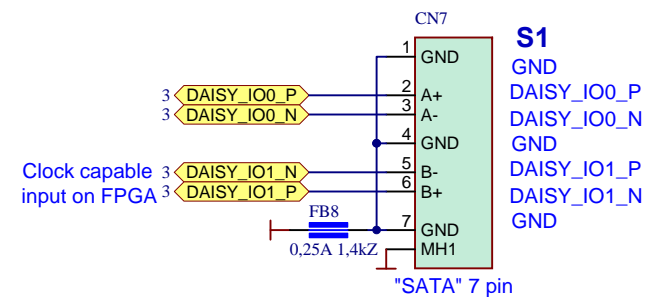 CN7
S1
1 GND
GND
3 DAISY_IO0_P 2 A+ DAISY_IO0_P
3 DAISY_IO0_N 3 A- DAISY_IO0_N
4 GND
GND
Clock capable 3 DAISY_IO1_N 5 B- DAISY_IO1_P
input on FPGA 3 DAISY_IO1_P 6 B+ DAISY_IO1_N
FB8
7 GND
GND
0,25A 1,4kZ
MH1
"SATA" 7 pin